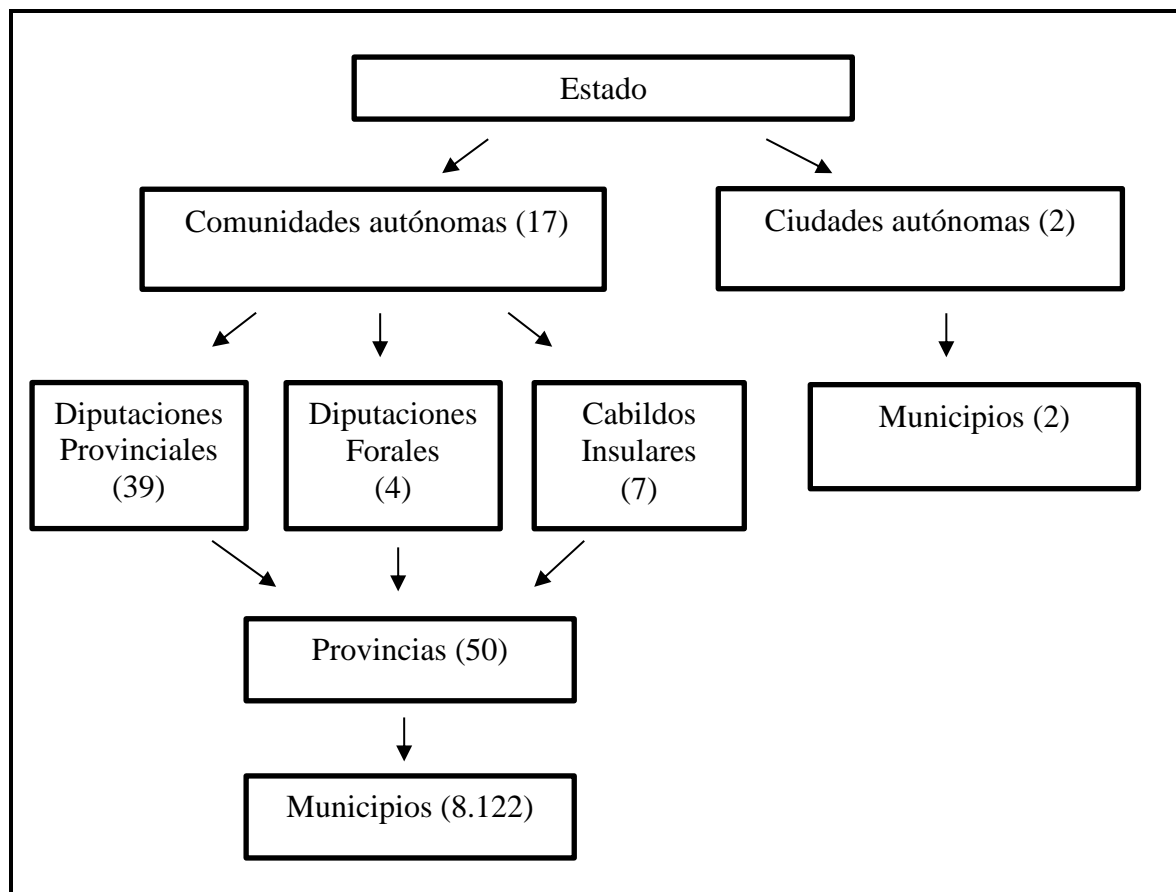 Estado
Comunidades autónomas (17)
Ciudades autónomas (2)
Diputaciones
Provinciales
(39)
Diputaciones
Forales
(4)
Cabildos
Insulares
(7)
Municipios (2)
Provincias (50)
Municipios (8.122)